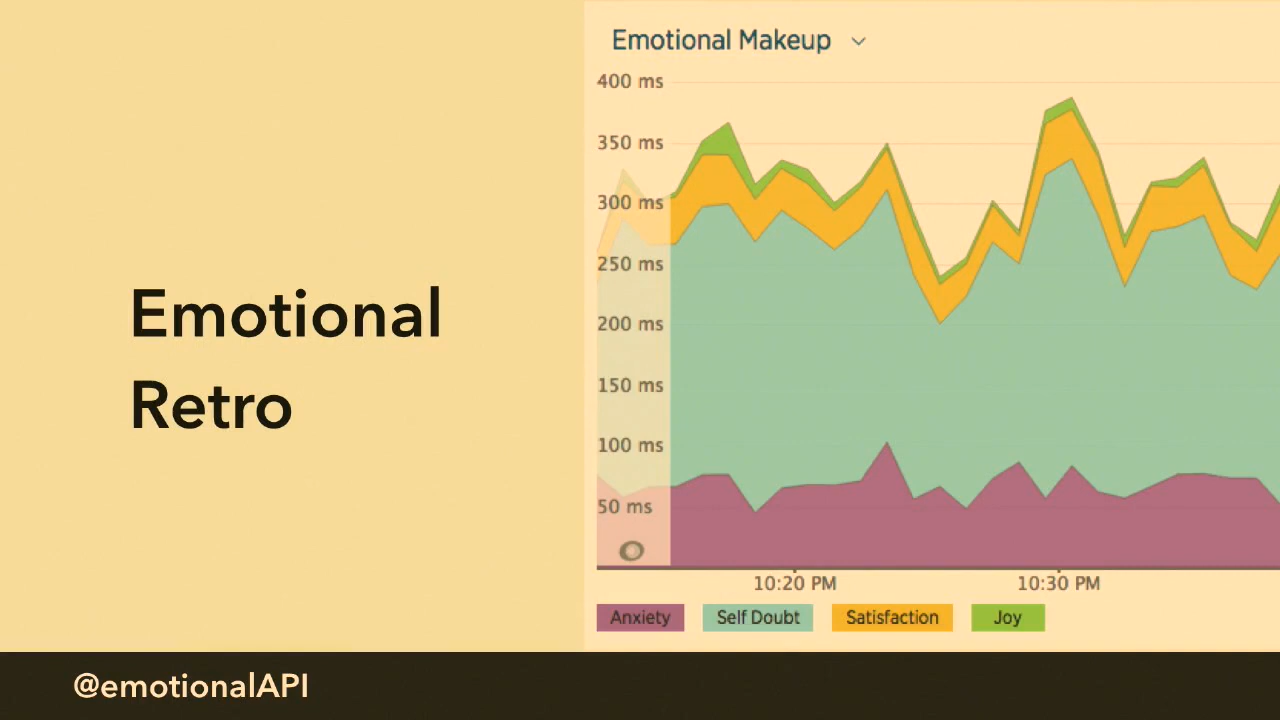 Emotional
Retro
Emotional Makeup
400 ms
350 ms
300 ms
250 ms
200 ms
150 ms
100 ms
50 ms
10:20 PM 10:30 PM
Anxiety Self Doubt Satisfaction Joy
@emotionalAPI